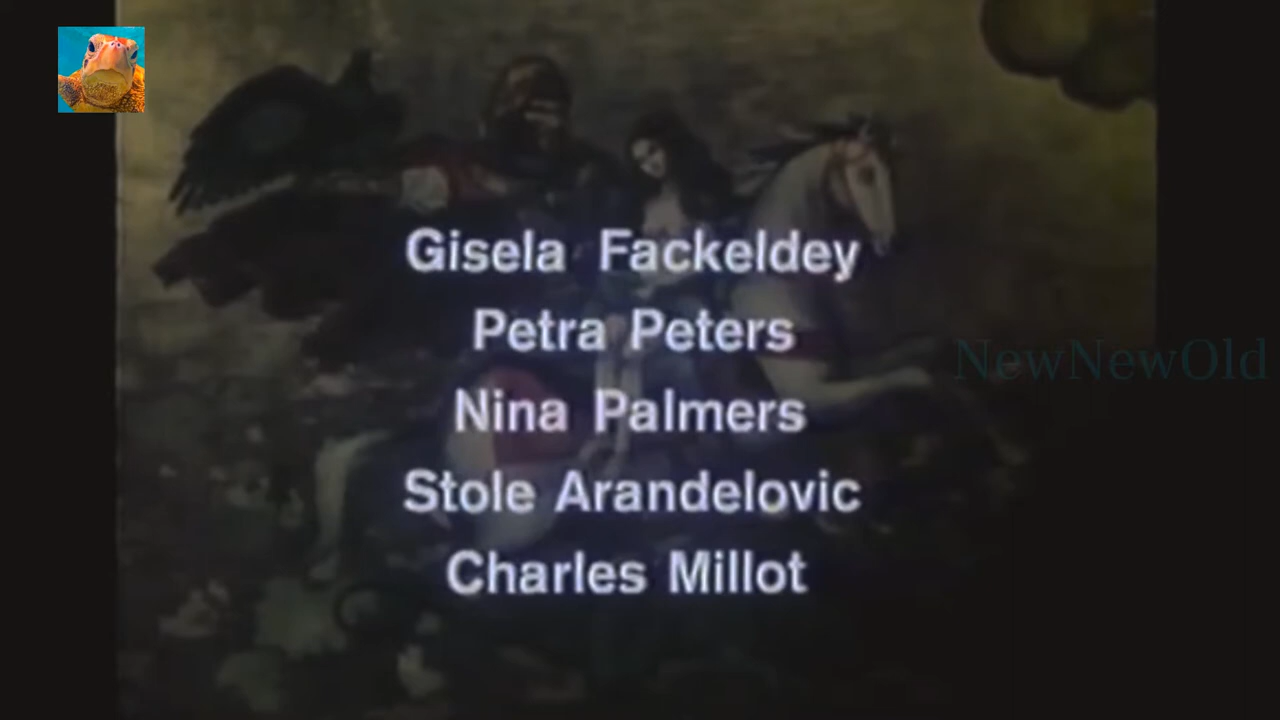 Gisela Fackeldey
Petra Peters
NewNewOld
Nina Palmers
Stole Arandelovic
Charles Millot